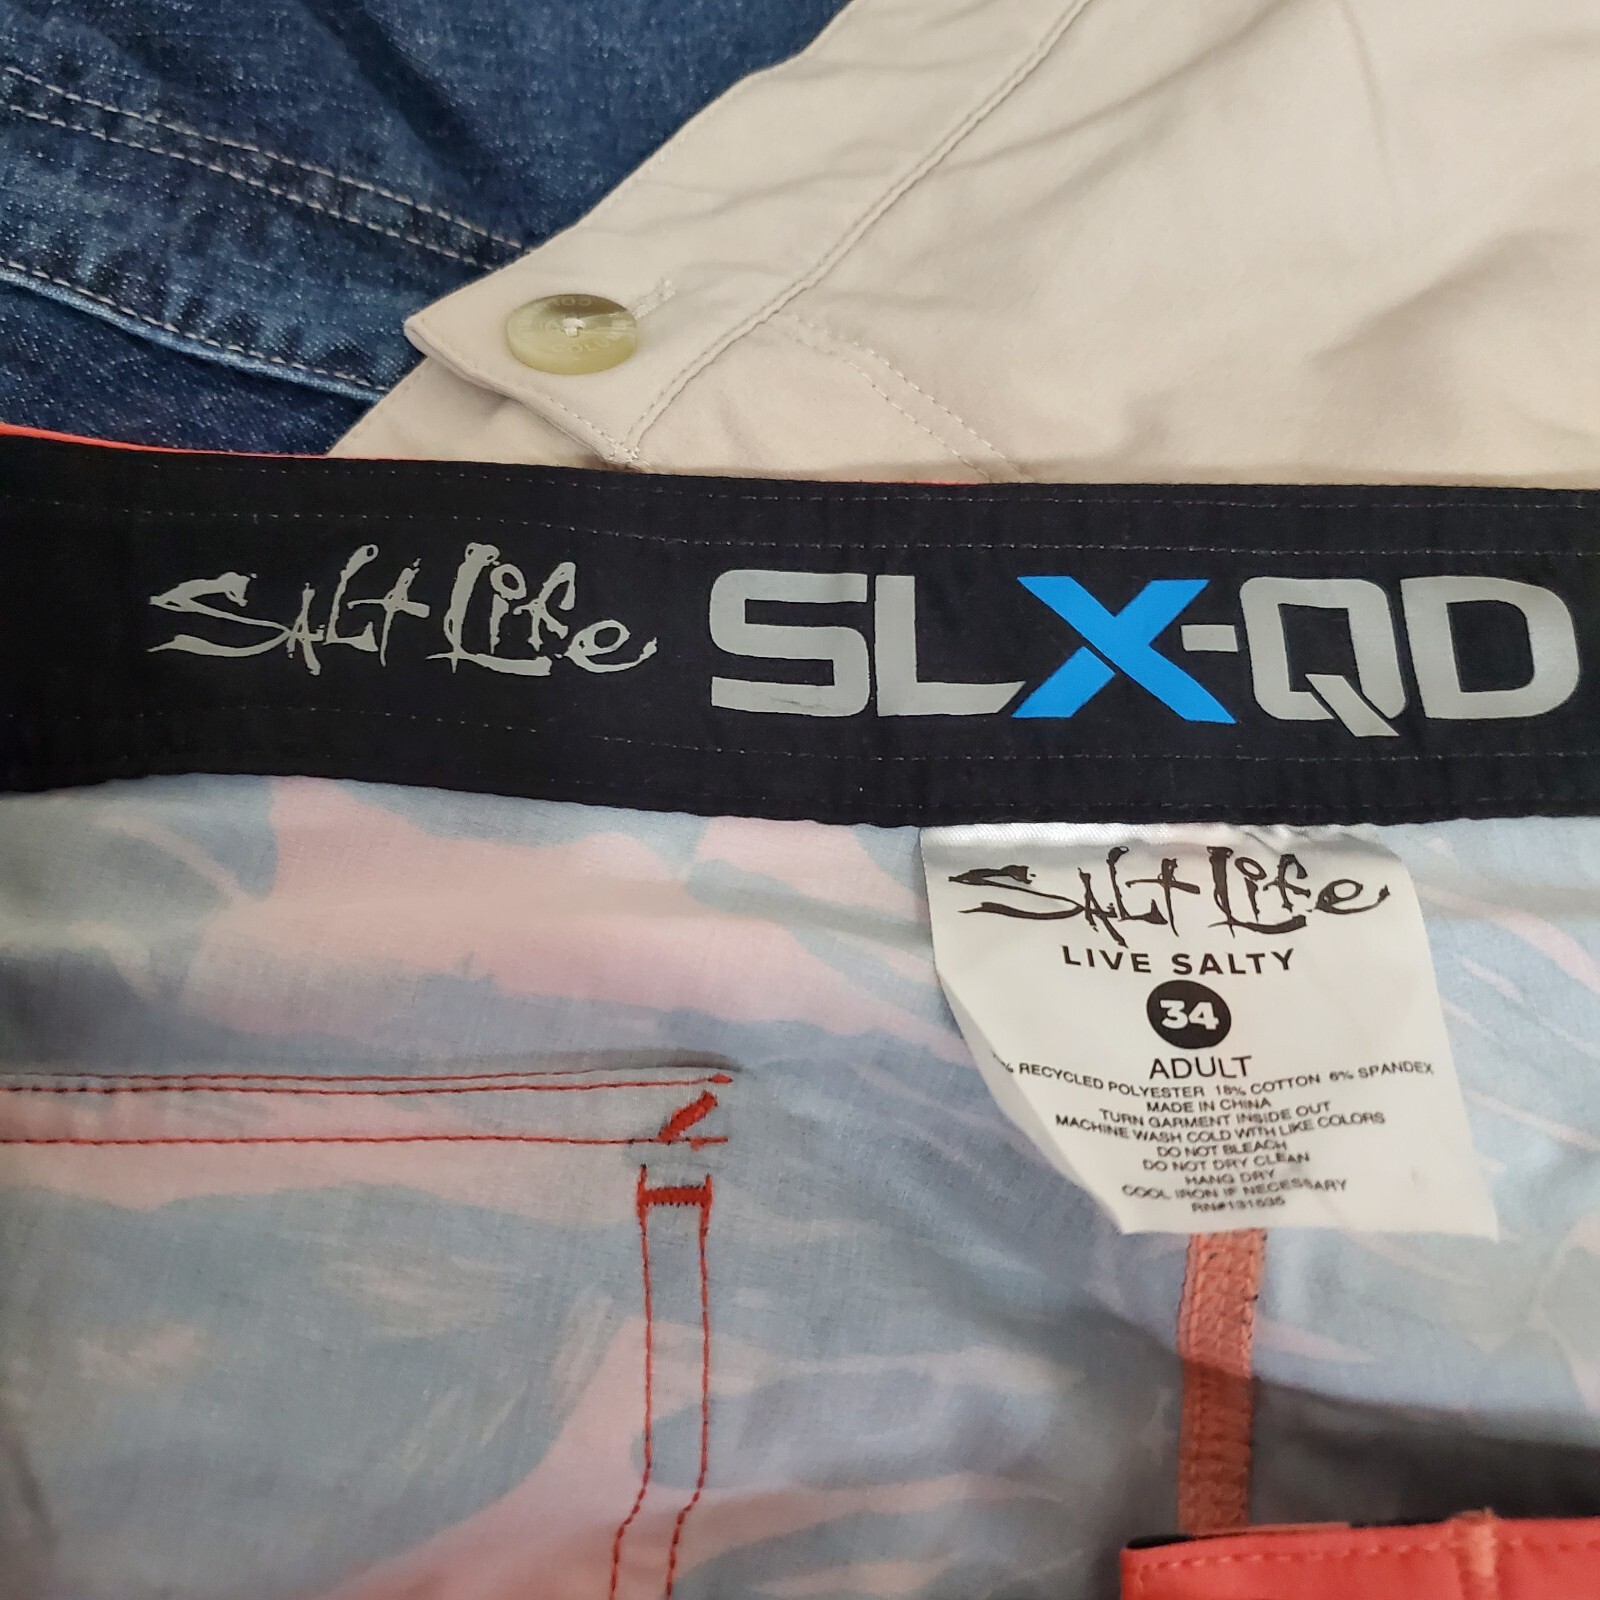 Salt Life SLX-QD
Salt Life
LIVE SALTY
34
ADULT
% RECYCLED POLYESTER 18% COTTON 6% SPANDEX
MADE IN CHINA
TURN GARMENT INSIDE OUT
MACHINE WASH COLD WITH LIKE COLORS
DO NOT BLEACH
DO NOT DRY CLEAN
HANG DRY
COOL IRON IF NECESSARY
RN#131535